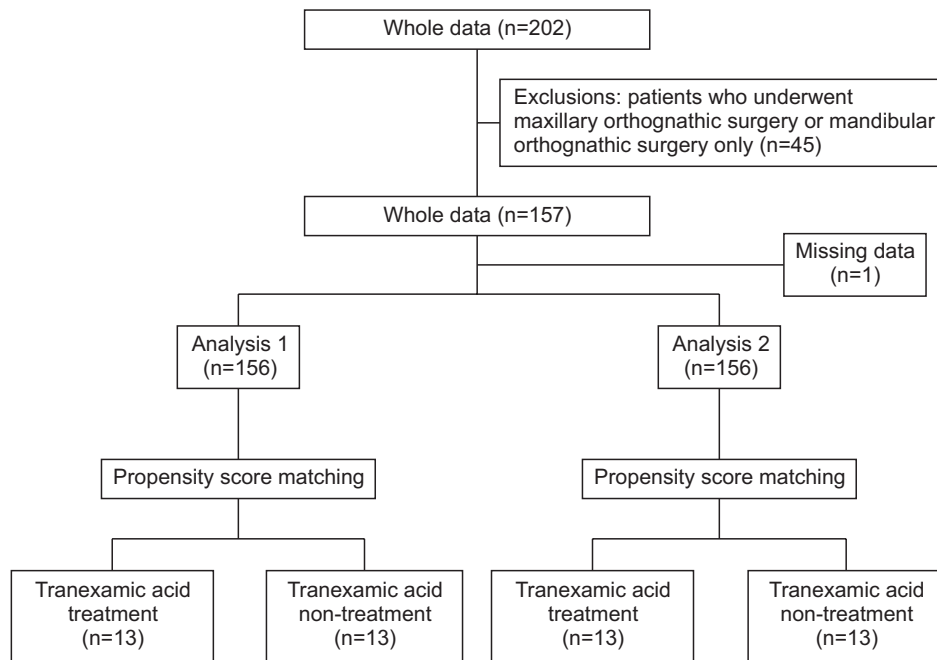 Whole data (n=202)
Exclusions: patients who underwent
maxillary orthognathic surgery or mandibular
orthognathic surgery only (n=45)
Whole data (n=157)
Missing data
(n=1)
Analysis 1
(n=156)
Analysis 2
(n=156)
Propensity score matching
Propensity score matching
Tranexamic acid
treatment
(n=13)
Tranexamic acid
non-treatment
(n=13)
Tranexamic acid
treatment
(n=13)
Tranexamic acid
non-treatment
(n=13)